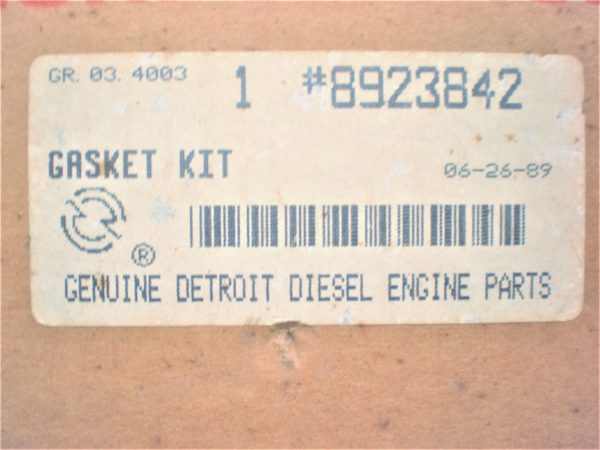 GR. 03. 4003 1 #8923842
GASKET KIT 06-26-89
®
GENUINE DETROIT DIESEL ENGINE PARTS